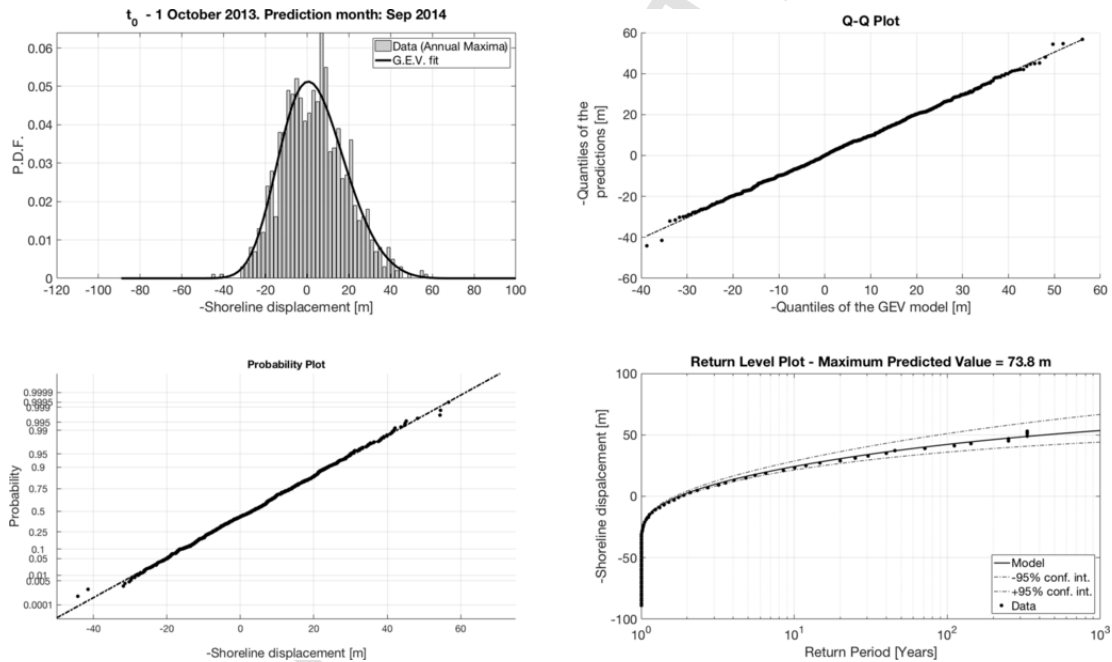 t0 - 1 October 2013. Prediction month: Sep 2014
0.06
0.05
0.04
0.03
0.02
0.01
0
P.D.F.
Data (Annual Maxima)
G.E.V. fit
-120 -100 -80 -60 -40 -20 0 20 40 60 80 100
-Shoreline displacement [m]
Q-Q Plot
60
40
20
0
-20
-40
-60
-Quantiles of the
predictions [m]
-40 -30 -20 -10 0 10 20 30 40 50 60
-Quantiles of the GEV model [m]
Probability Plot
0.9999
0.9995
0.999
0.995
0.99
0.95
0.9
0.75
0.5
0.25
0.1
0.05
0.01
0.005
0.0001
Probability
-40 -20 0 20 40 60
-Shoreline displacement [m]
Return Level Plot - Maximum Predicted Value = 73.8 m
100
50
0
-50
-100
-Shoreline dispalcement [m]
Model
-95% conf. int.
+95% conf. int.
Data
10^0 10^1 10^2 10^3
Return Period [Years]